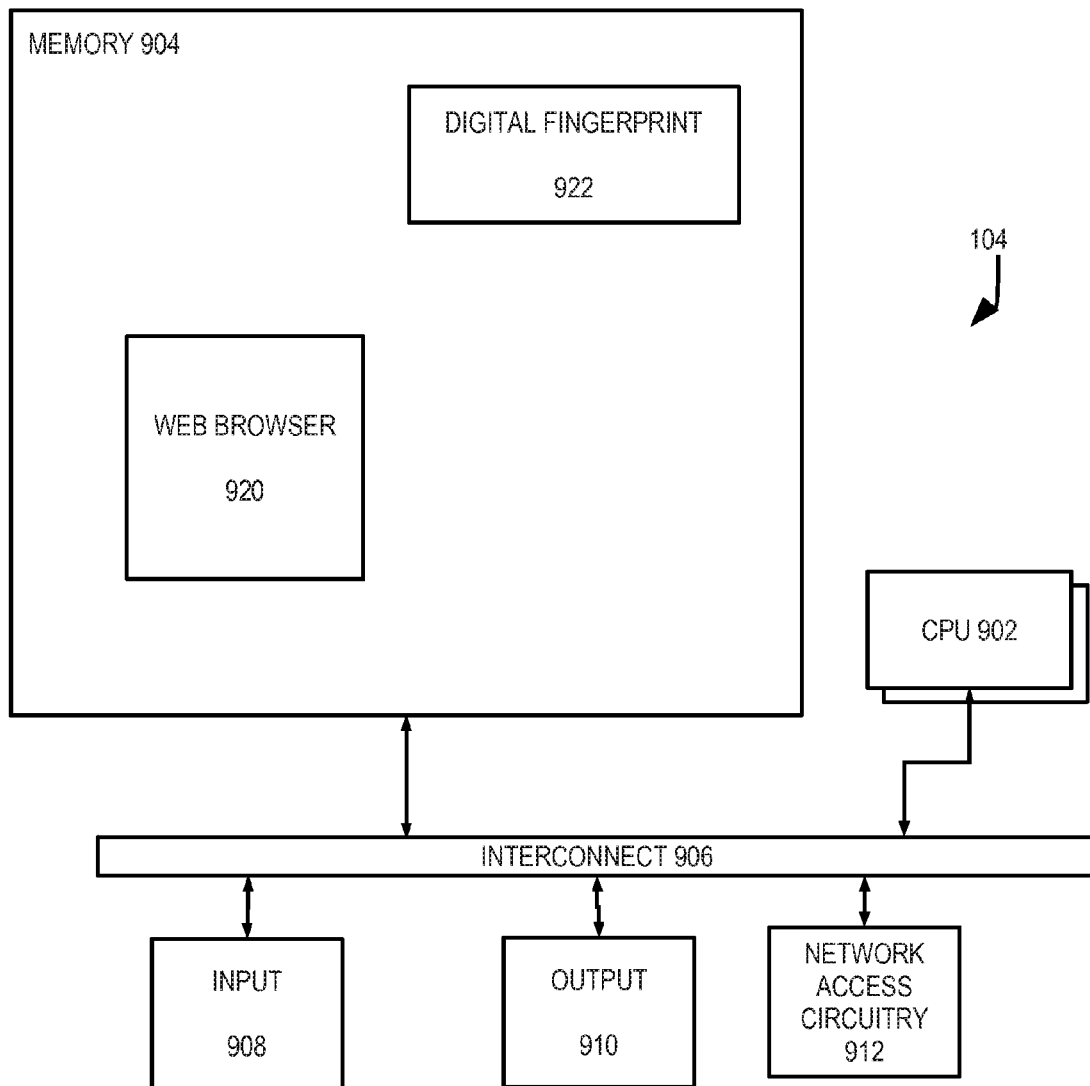 MEMORY 904
DIGITAL FINGERPRINT
922
104
WEB BROWSER
920
CPU 902
INTERCONNECT 906
INPUT
908
OUTPUT
910
NETWORK
ACCESS
CIRCUITRY
912